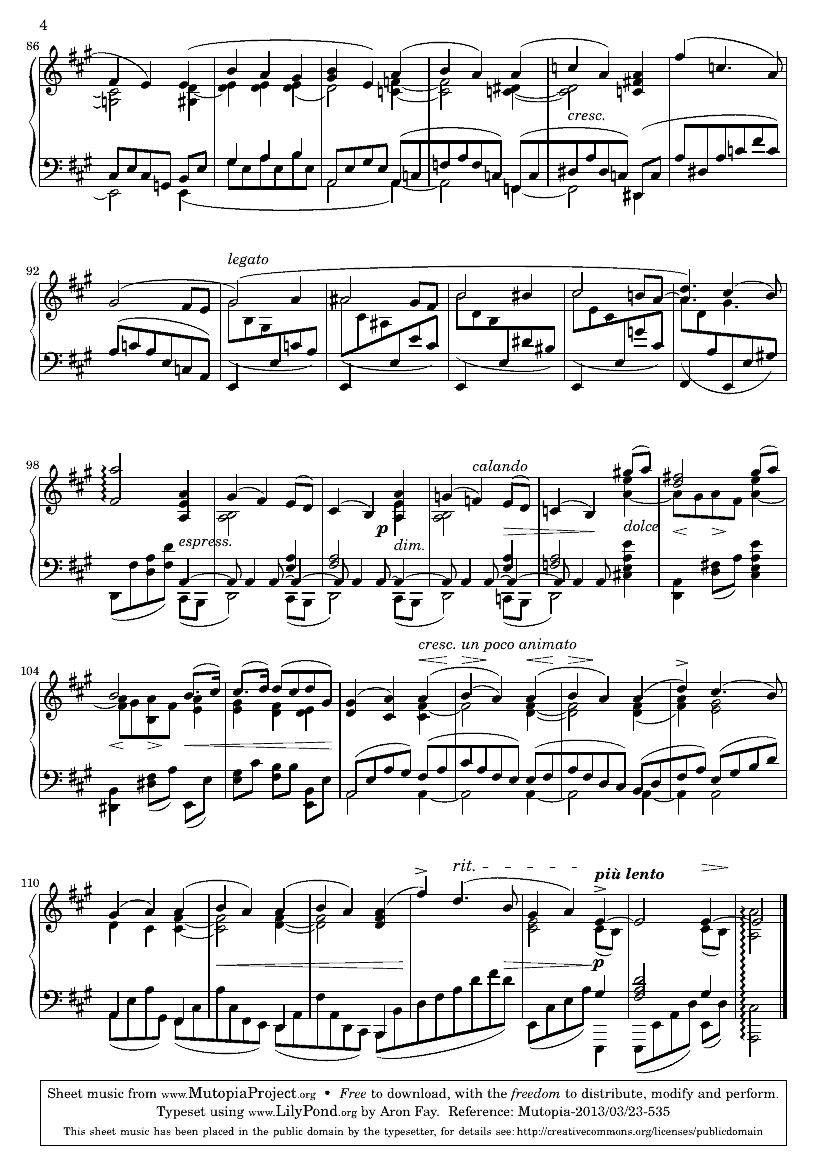 4
86
cresc.
92
legato
98
calando
p
espress.
dim.
dolce
cresc. un poco animato
104
110
rit.
più lento
p
Sheet music from www.MutopiaProject.org • Free to download, with the freedom to distribute, modify and perform.
Typeset using www.LilyPond.org by Aron Fay. Reference: Mutopia-2013/03/23-535
This sheet music has been placed in the public domain by the typesetter, for details see: http://creativecommons.org/licenses/publicdomain